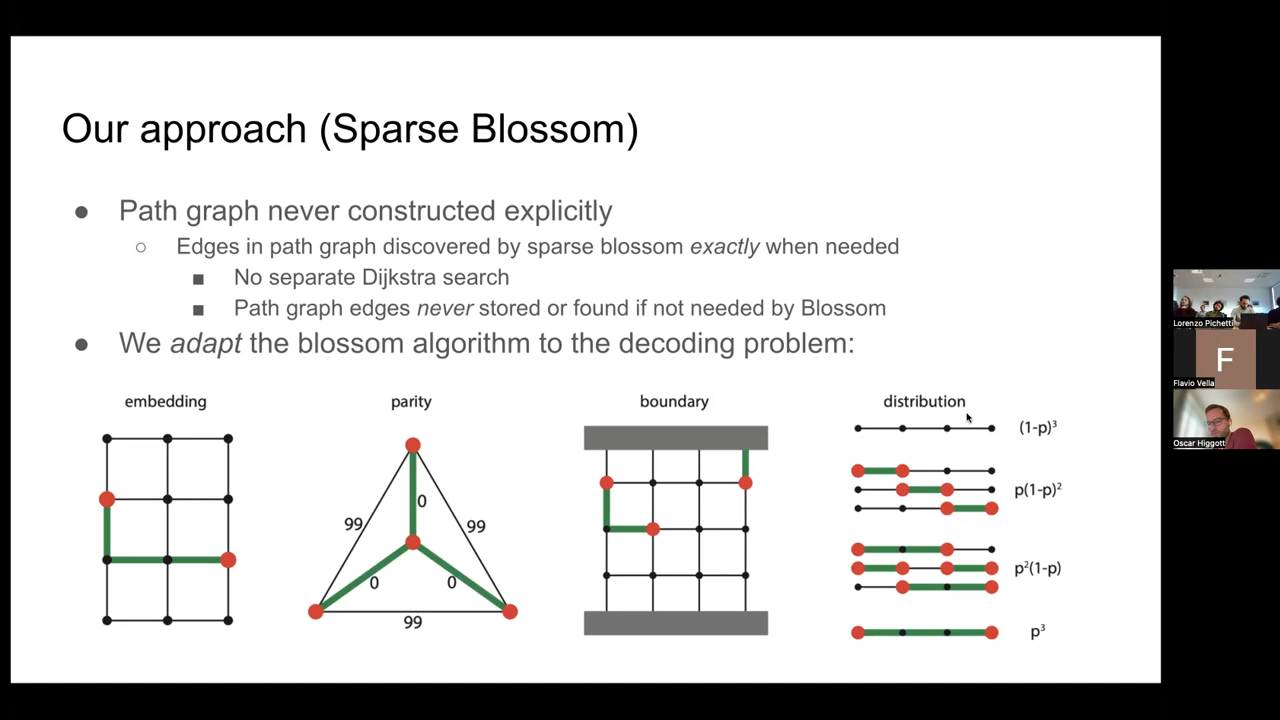 Our approach (Sparse Blossom)
● Path graph never constructed explicitly
○ Edges in path graph discovered by sparse blossom exactly when needed
■ No separate Dijkstra search
■ Path graph edges never stored or found if not needed by Blossom
● We adapt the blossom algorithm to the decoding problem:
embedding parity boundary distribution
(1-p)³
p(1-p)²
0
99 99
p²(1-p)
0 0
99
p³
Lorenzo Pichetti
F
Flavio Vella
Oscar Higgott